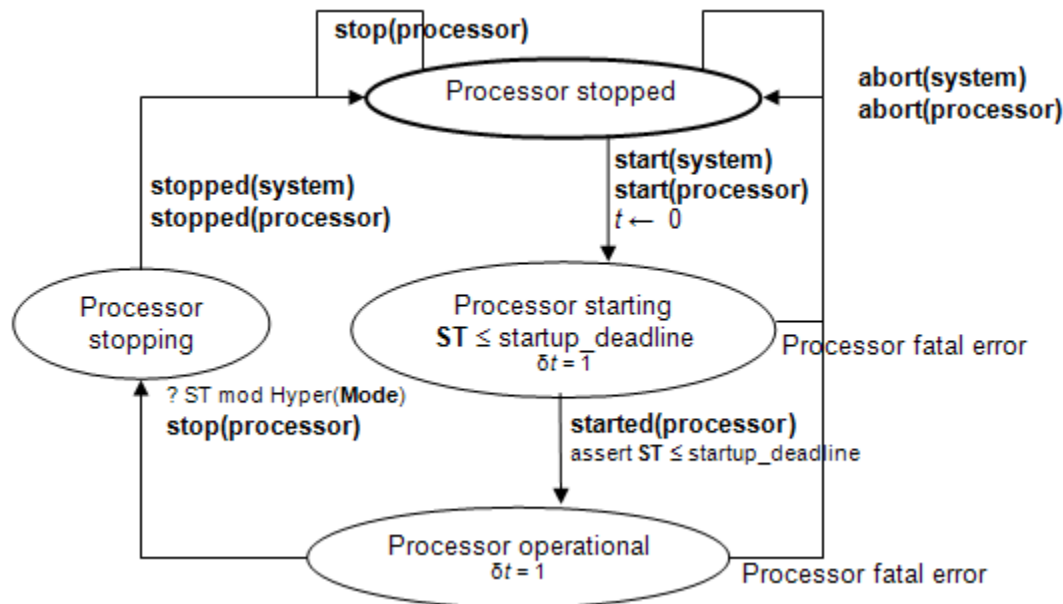 stop(processor)
Processor stopped
abort(system)
abort(processor)
start(system)
start(processor)
t ← 0
stopped(system)
stopped(processor)
Processor
stopping
Processor starting
ST ≤ startup_deadline
δt = 1
Processor fatal error
? ST mod Hyper(Mode)
stop(processor)
started(processor)
assert ST ≤ startup_deadline
Processor operational
δt = 1
Processor fatal error